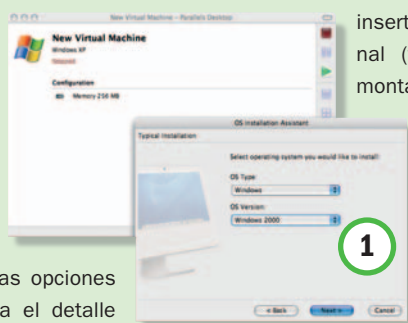 New Virtual Machine – Parallels Desktop
New Virtual Machine
Windows XP
Configuration
Memory 256 MB
insert
nal (
monta
OS Installation Assistant
Typical Installation
Select operating system you would like to install:
OS Type:
Windows
OS Version:
Windows 2000
1
as opciones
a el detalle
< Back
Next >
Cancel